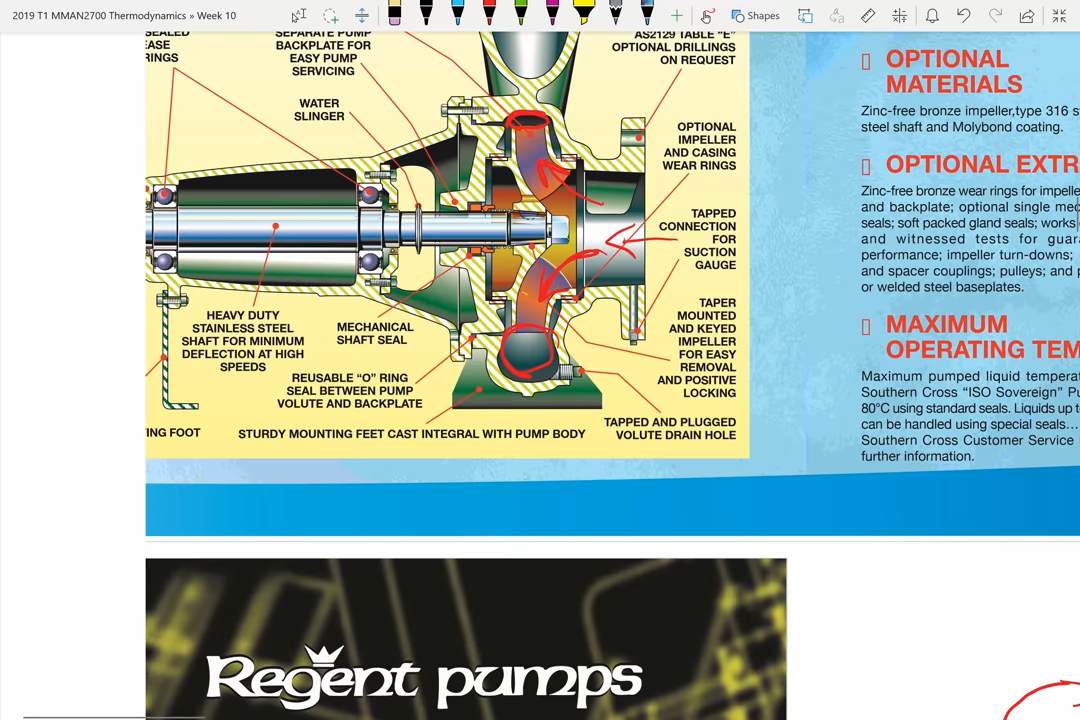 2019 T1 MMAN2700 Thermodynamics » Week 10
Shapes
SEALED
EASE
RINGS
SEPARATE PUMP
BACKPLATE FOR
EASY PUMP
SERVICING
WATER
SLINGER
AS2129 TABLE “E”
OPTIONAL DRILLINGS
ON REQUEST
OPTIONAL
IMPELLER
AND CASING
WEAR RINGS
TAPPED
CONNECTION
FOR
SUCTION
GAUGE
TAPER
MOUNTED
AND KEYED
IMPELLER
FOR EASY
REMOVAL
AND POSITIVE
LOCKING
HEAVY DUTY
STAINLESS STEEL
SHAFT FOR MINIMUM
DEFLECTION AT HIGH
SPEEDS
MECHANICAL
SHAFT SEAL
REUSABLE “O” RING
SEAL BETWEEN PUMP
VOLUTE AND BACKPLATE
ING FOOT
STURDY MOUNTING FEET CAST INTEGRAL WITH PUMP BODY
TAPPED AND PLUGGED
VOLUTE DRAIN HOLE
OPTIONAL
MATERIALS
Zinc-free bronze impeller,type 316 s
steel shaft and Molybond coating.
OPTIONAL EXTR
Zinc-free bronze wear rings for impelle
and backplate; optional single mec
seals; soft packed gland seals; works
and witnessed tests for guar
performance; impeller turn-downs;
and spacer couplings; pulleys; and p
or welded steel baseplates.
MAXIMUM
OPERATING TEM
Maximum pumped liquid temperat
Southern Cross “ISO Sovereign” Pu
80°C using standard seals. Liquids up t
can be handled using special seals…
Southern Cross Customer Service
further information.
Regent pumps